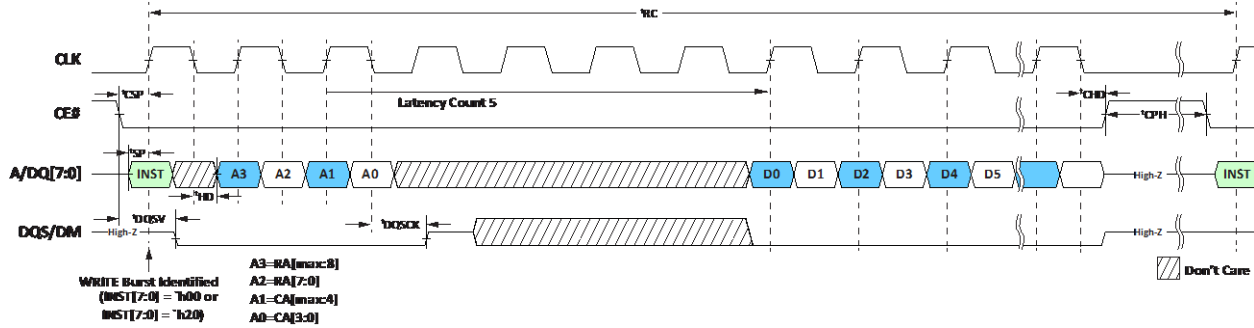 tRC
CLK
Latency Count 5
tCSP
tCHD
CE#
tCPH
tSP
A/DQ[7:0]
INST A3 A2 A1 A0 D0 D1 D2 D3 D4 D5 High-Z INST
tHD
tDQSV
tDQSCK
DQS/DM
High-Z High-Z
A3=RA[max:8]
WRITE Burst Identified
A2=RA[7:0]
Don't Care
(INST[7:0] = 'h00 or
A1=CA[max:4]
INST[7:0] = 'h20)
A0=CA[3:0]